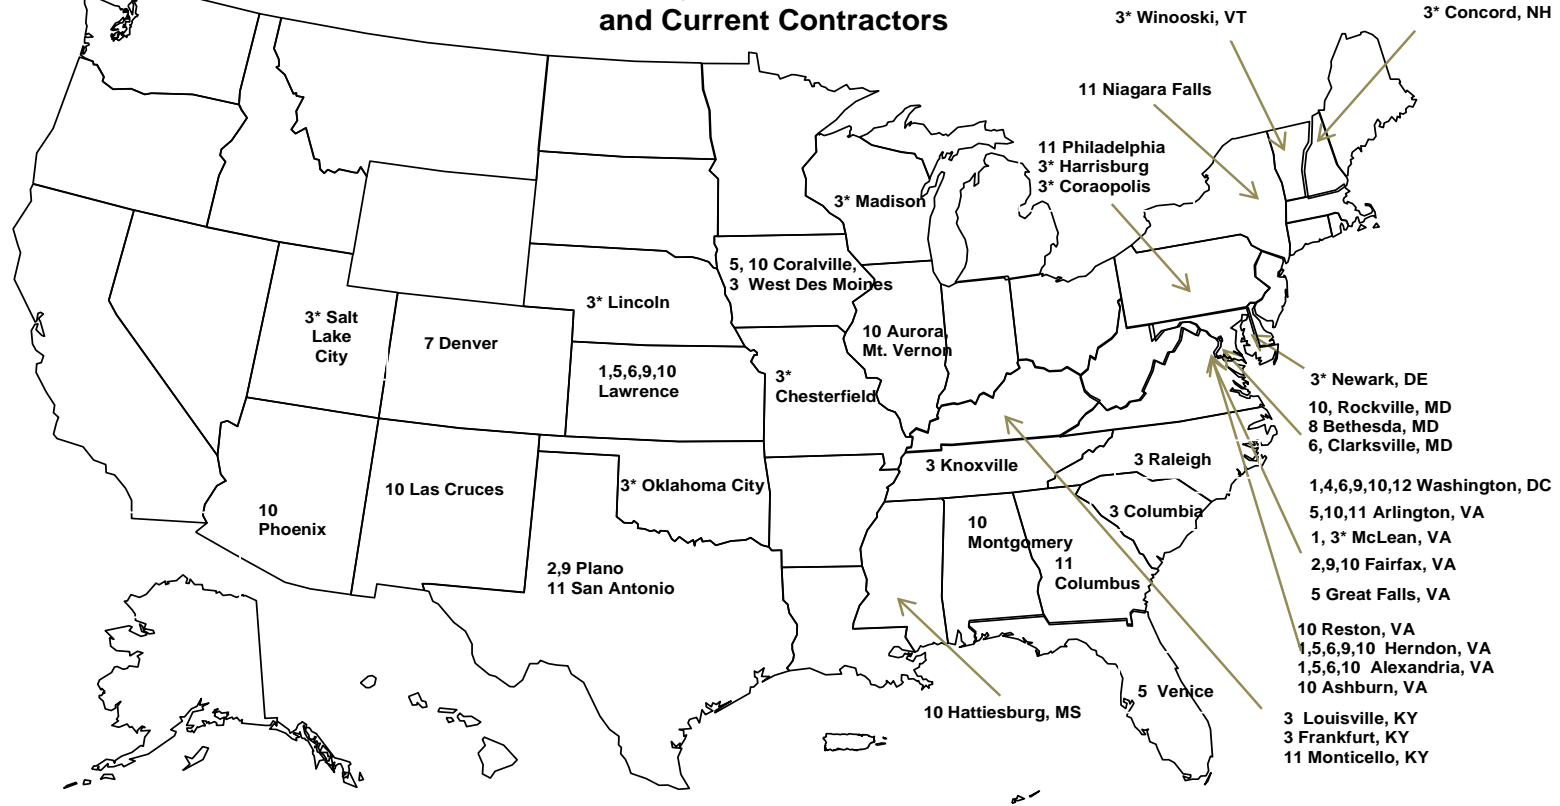 and Current Contractors
3* Winooski, VT
3* Concord, NH
11 Niagara Falls
11 Philadelphia
3* Harrisburg
3* Coraopolis
3* Madison
5, 10 Coralville,
3 West Des Moines
3* Lincoln
3* Salt
Lake
City
7 Denver
10 Aurora,
Mt. Vernon
1,5,6,9,10
Lawrence
3*
Chesterfield
3* Newark, DE
10, Rockville, MD
8 Bethesda, MD
6, Clarksville, MD
3 Knoxville
3 Raleigh
10 Las Cruces
3* Oklahoma City
1,4,6,9,10,12 Washington, DC
5,10,11 Arlington, VA
1, 3* McLean, VA
2,9,10 Fairfax, VA
5 Great Falls, VA
10
Phoenix
3 Columbia
10
Montgomery
11
Columbus
2,9 Plano
11 San Antonio
10 Reston, VA
1,5,6,9,10 Herndon, VA
1,5,6,10 Alexandria, VA
10 Ashburn, VA
5 Venice
10 Hattiesburg, MS
3 Louisville, KY
3 Frankfurt, KY
11 Monticello, KY